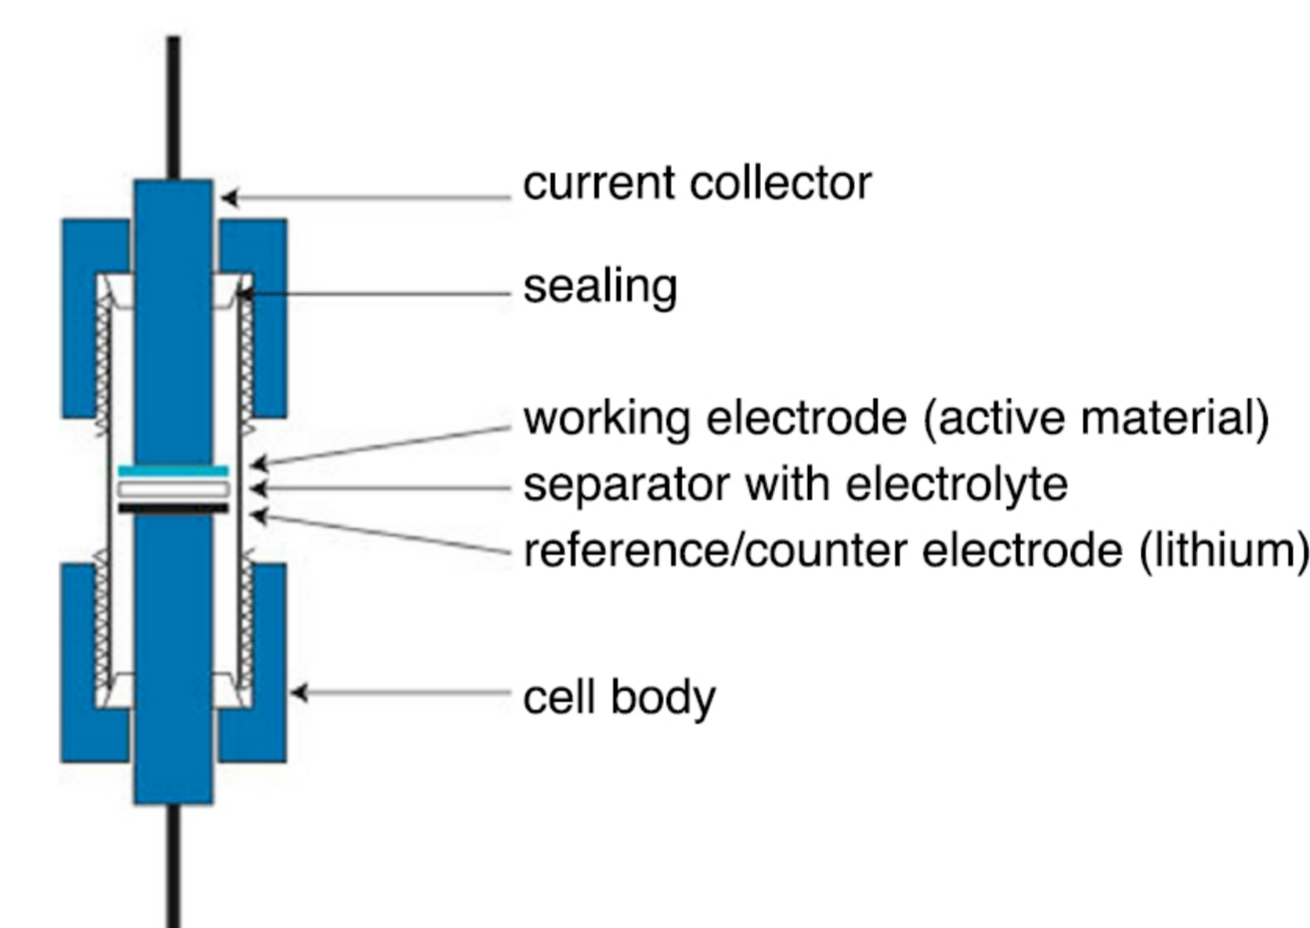 current collector
sealing
working electrode (active material)
separator with electrolyte
reference/counter electrode (lithium)
cell body